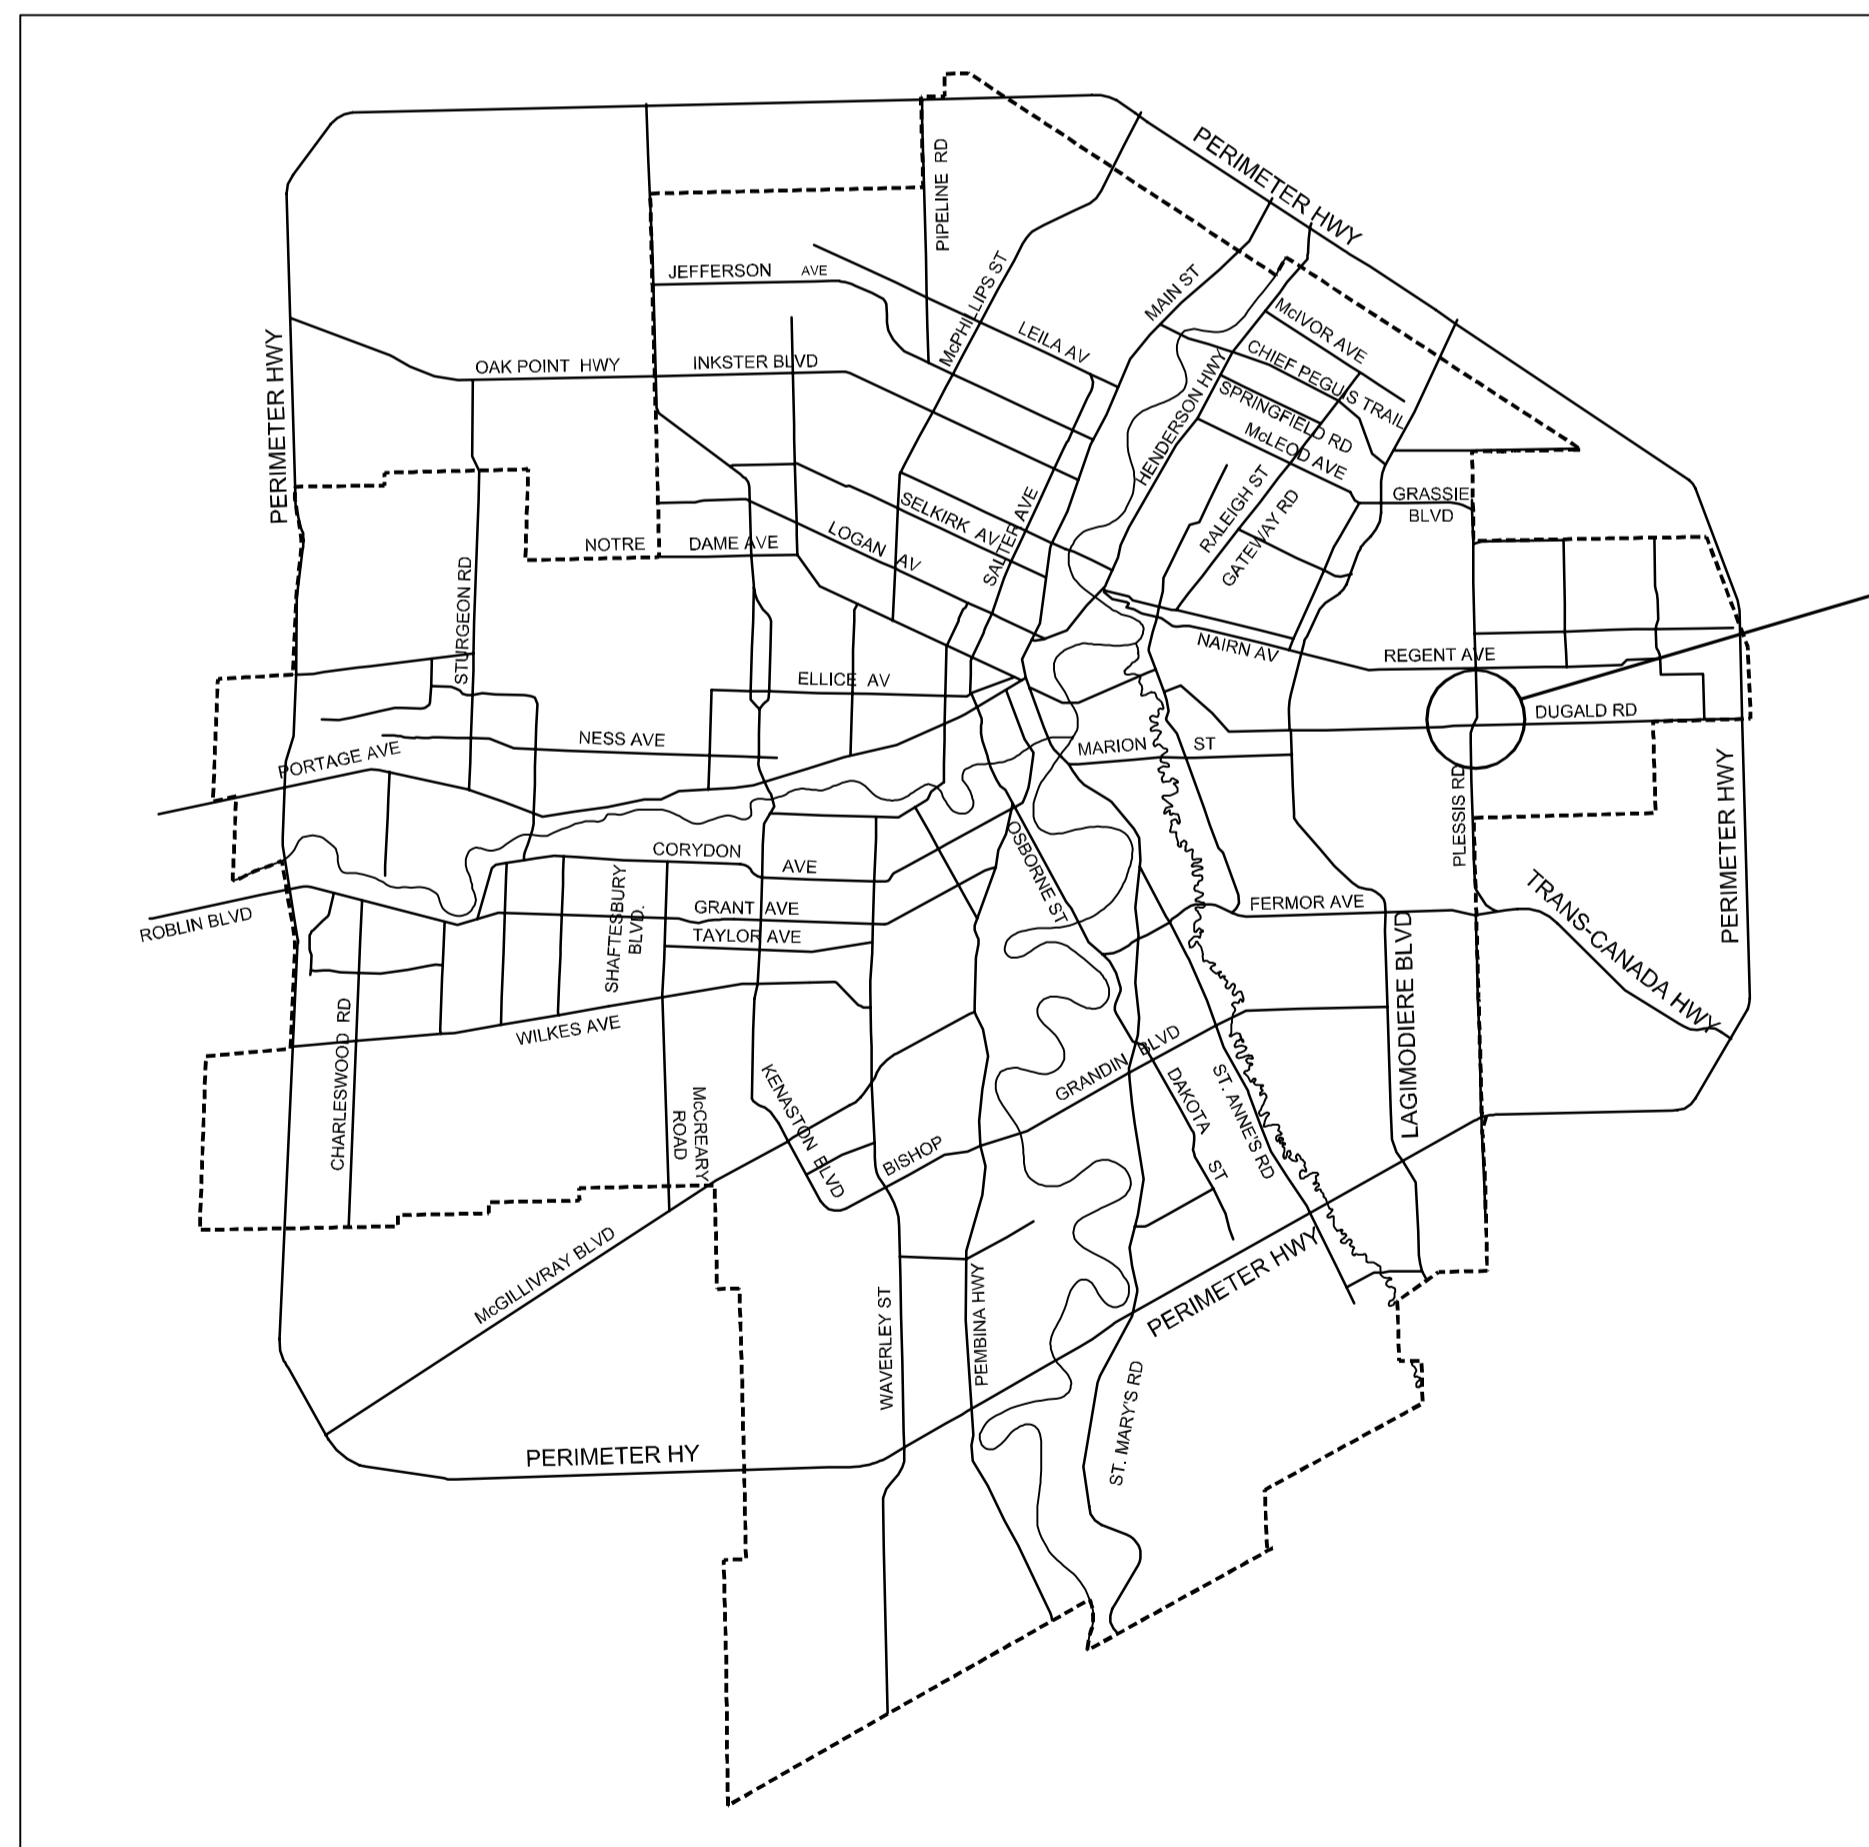 PERIMETER HWY
PIPELINE RD
McPHILLIPS ST
MAIN ST
JEFFERSON AVE
LEILA AV
McIVOR AVE
CHIEF PEGUIS TRAIL
OAK POINT HWY
INKSTER BLVD
HENDERSON HWY
SPRINGFIELD RD
McLEOD AVE
PERIMETER HWY
SELKIRK AV
SALTER AVE
RALEIGH ST
GATEWAY RD
GRASSIE
BLVD
NOTRE DAME AVE
LOGAN AV
STURGEON RD
NAIRN AV
REGENT AVE
ELLICE AV
DUGALD RD
NESS AVE
PORTAGE AVE
MARION ST
PLESSIS RD
PERIMETER HWY
CORYDON AVE
OSBORNE ST
ROBLIN BLVD
SHAFTESBURY
BLVD.
GRANT AVE
FERMOR AVE
TRANS-CANADA HWY
TAYLOR AVE
LAGIMODIERE BLVD
CHARLESWOOD RD
WILKES AVE
KENASTON BLVD
BISHOP GRANDIN BLVD
DAKOTA ST
ST. ANNE'S RD
McCREARY
ROAD
McGILLIVRAY BLVD
WAVERLEY ST
PEMBINA HWY
PERIMETER HWY
ST. MARY'S RD
PERIMETER HY